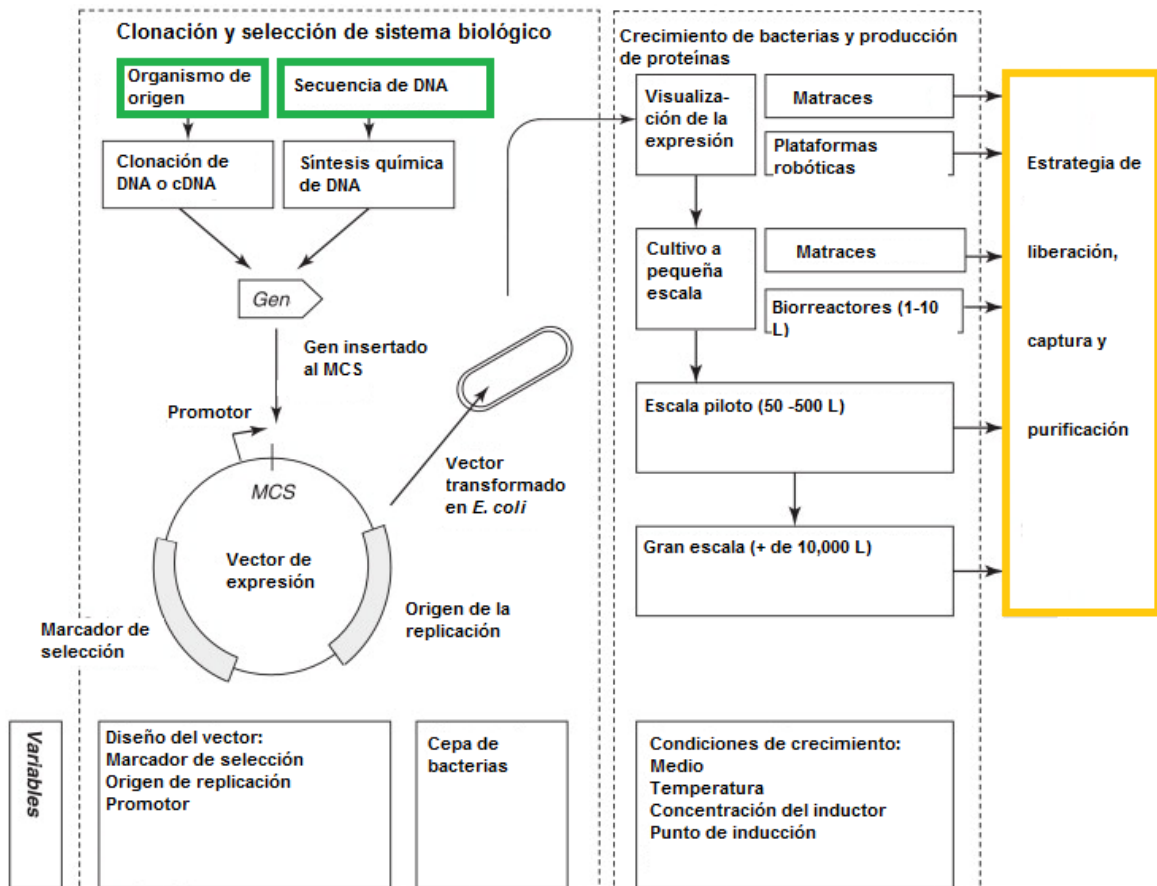 Clonación y selección de sistema biológico
Organismo de
origen
Secuencia de DNA
Clonación de
DNA o cDNA
Síntesis química
de DNA
Gen
Gen insertado
al MCS
Promotor
MCS
Vector de
expresión
Marcador de
selección
Origen de la
replicación
Vector
transformado
en E. coli
Crecimiento de bacterias y producción
de proteínas
Visualiza-
ción de la
expresión
Matraces
Plataformas
robóticas
Cultivo a
pequeña
escala
Matraces
Biorreactores (1-10
L)
Escala piloto (50 -500 L)
Gran escala (+ de 10,000 L)
Estrategia de
liberación,
captura y
purificación
Variables
Diseño del vector:
Marcador de selección
Origen de replicación
Promotor
Cepa de
bacterias
Condiciones de crecimiento:
Medio
Temperatura
Concentración del inductor
Punto de inducción